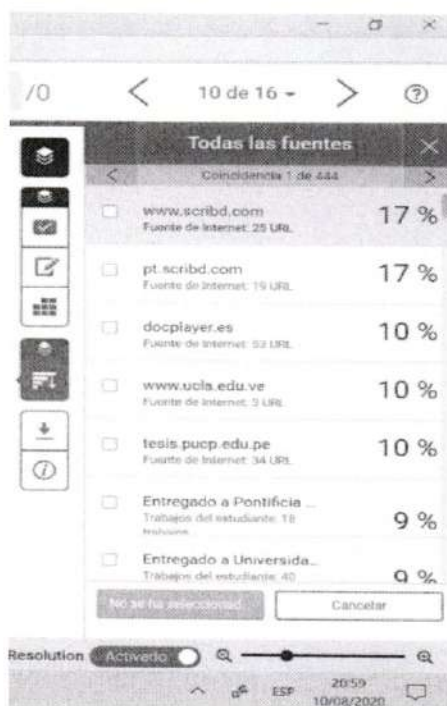 /0
10 de 16
Todas las fuentes
Coincidencia 1 de 444
www.scribd.com
17 %
Fuente de Internet: 25 URL
pt.scribd.com
17 %
Fuente de Internet: 19 URL
docplayer.es
10 %
Fuente de Internet: 53 URL
www.ucla.edu.ve
10 %
Fuente de Internet: 2 URL
tesis.pucp.edu.pe
10 %
Fuente de Internet: 34 URL
Entregado a Pontificia ...
Trabajos del estudiante: 18
trabajos
9 %
Entregado a Universida...
Trabajos del estudiante: 40
9 %
No se ha seleccionad
Cancelar
Resolution
Activado
ESP
20:59
10/08/2020